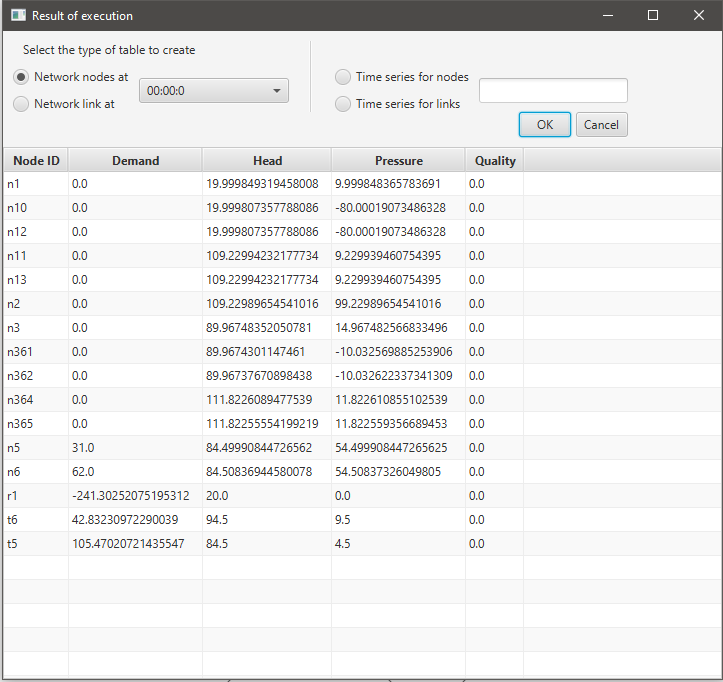 Result of execution
Select the type of table to create
Network nodes at
00:00:0
Network link at
Time series for nodes
Time series for links
OK
Cancel
Node ID Demand Head Pressure Quality
n1 0.0 19.999849319458008 9.999848365783691 0.0
n10 0.0 19.999807357788086 -80.00019073486328 0.0
n12 0.0 19.999807357788086 -80.00019073486328 0.0
n11 0.0 109.22994232177734 9.229939460754395 0.0
n13 0.0 109.22994232177734 9.229939460754395 0.0
n2 0.0 109.22989654541016 99.22989654541016 0.0
n3 0.0 89.96748352050781 14.967482566833496 0.0
n361 0.0 89.9674301147461 -10.032569885253906 0.0
n362 0.0 89.96737670898438 -10.032622337341309 0.0
n364 0.0 111.8226089477539 11.822610855102539 0.0
n365 0.0 111.82255554199219 11.822559356689453 0.0
n5 31.0 84.49990844726562 54.499908447265625 0.0
n6 62.0 84.50836944580078 54.50837326049805 0.0
r1 -241.30252075195312 20.0 0.0 0.0
t6 42.83230972290039 94.5 9.5 0.0
t5 105.47020721435547 84.5 4.5 0.0